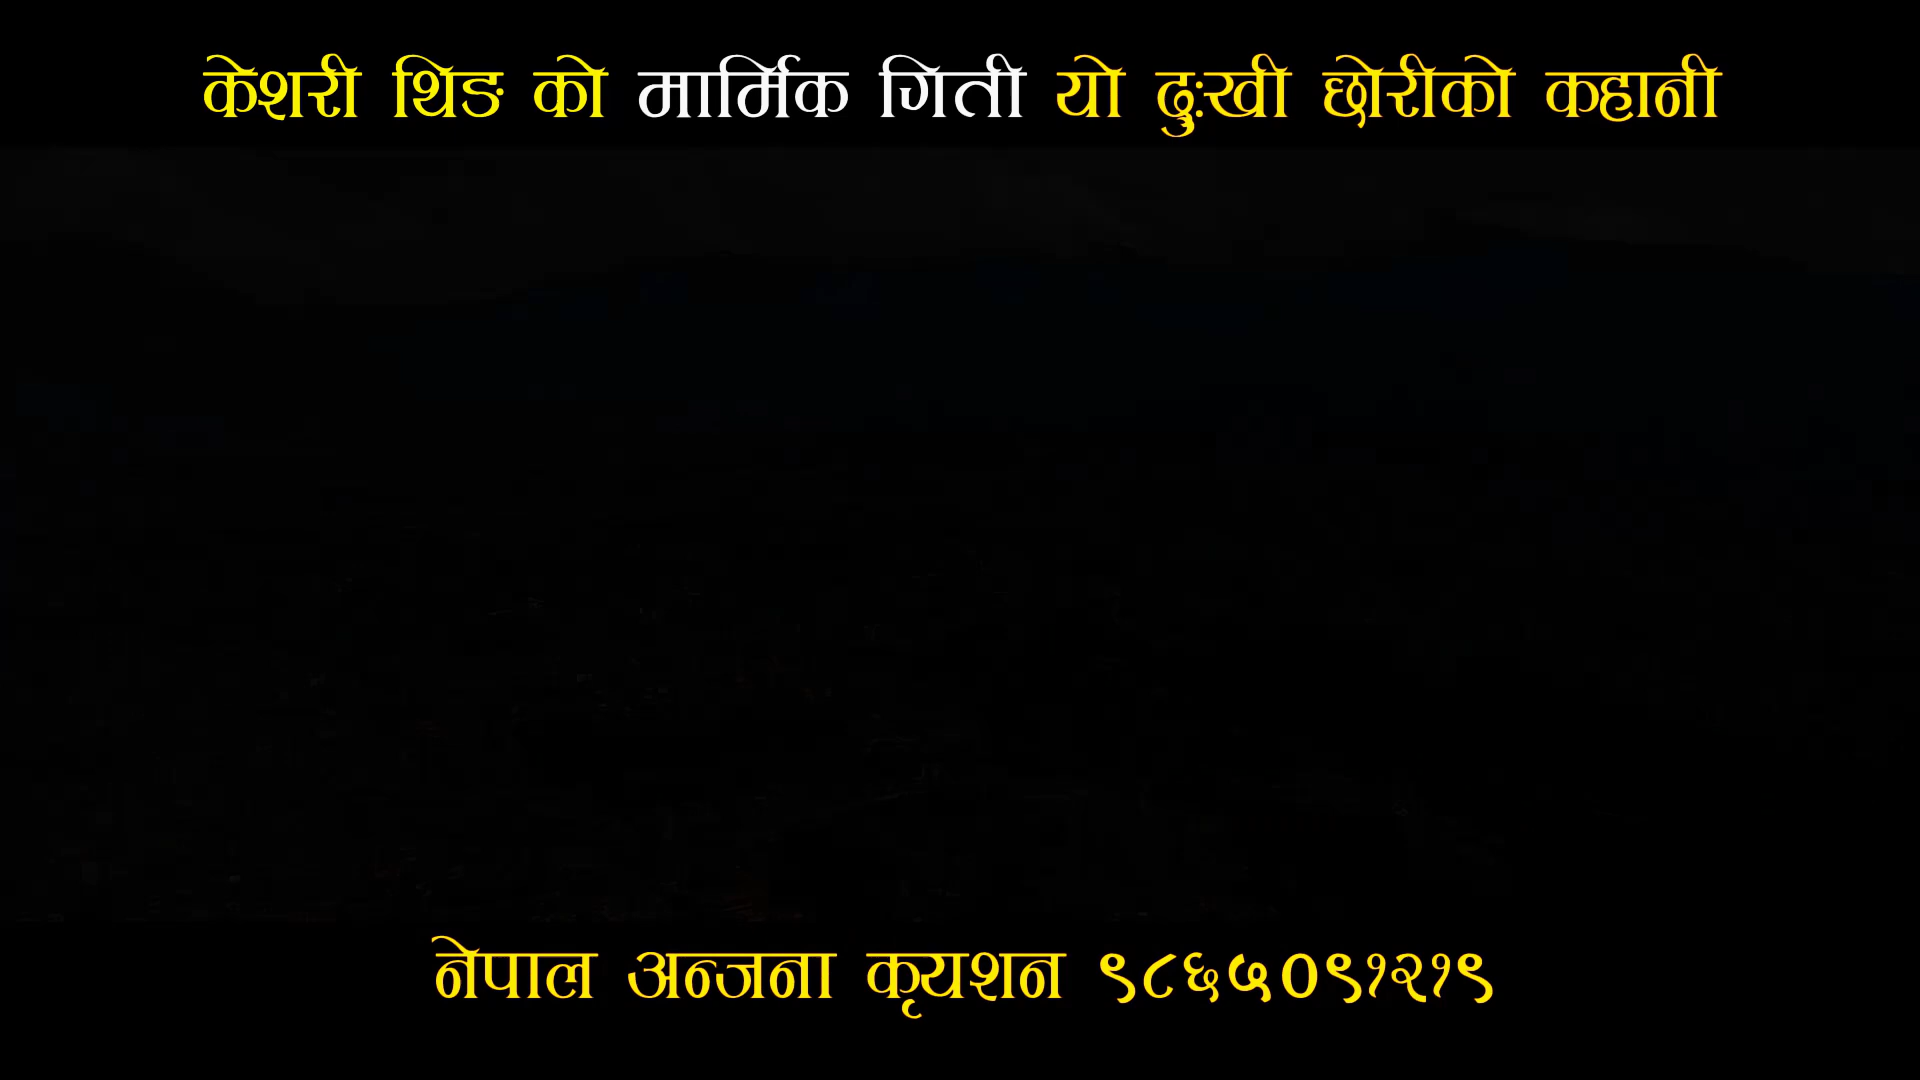 केशरी थिङ को मार्मिक गिती यो दुःखी छोरीको कहानी
नेपाल अन्जना कृयशन ९८६५०९१२१९